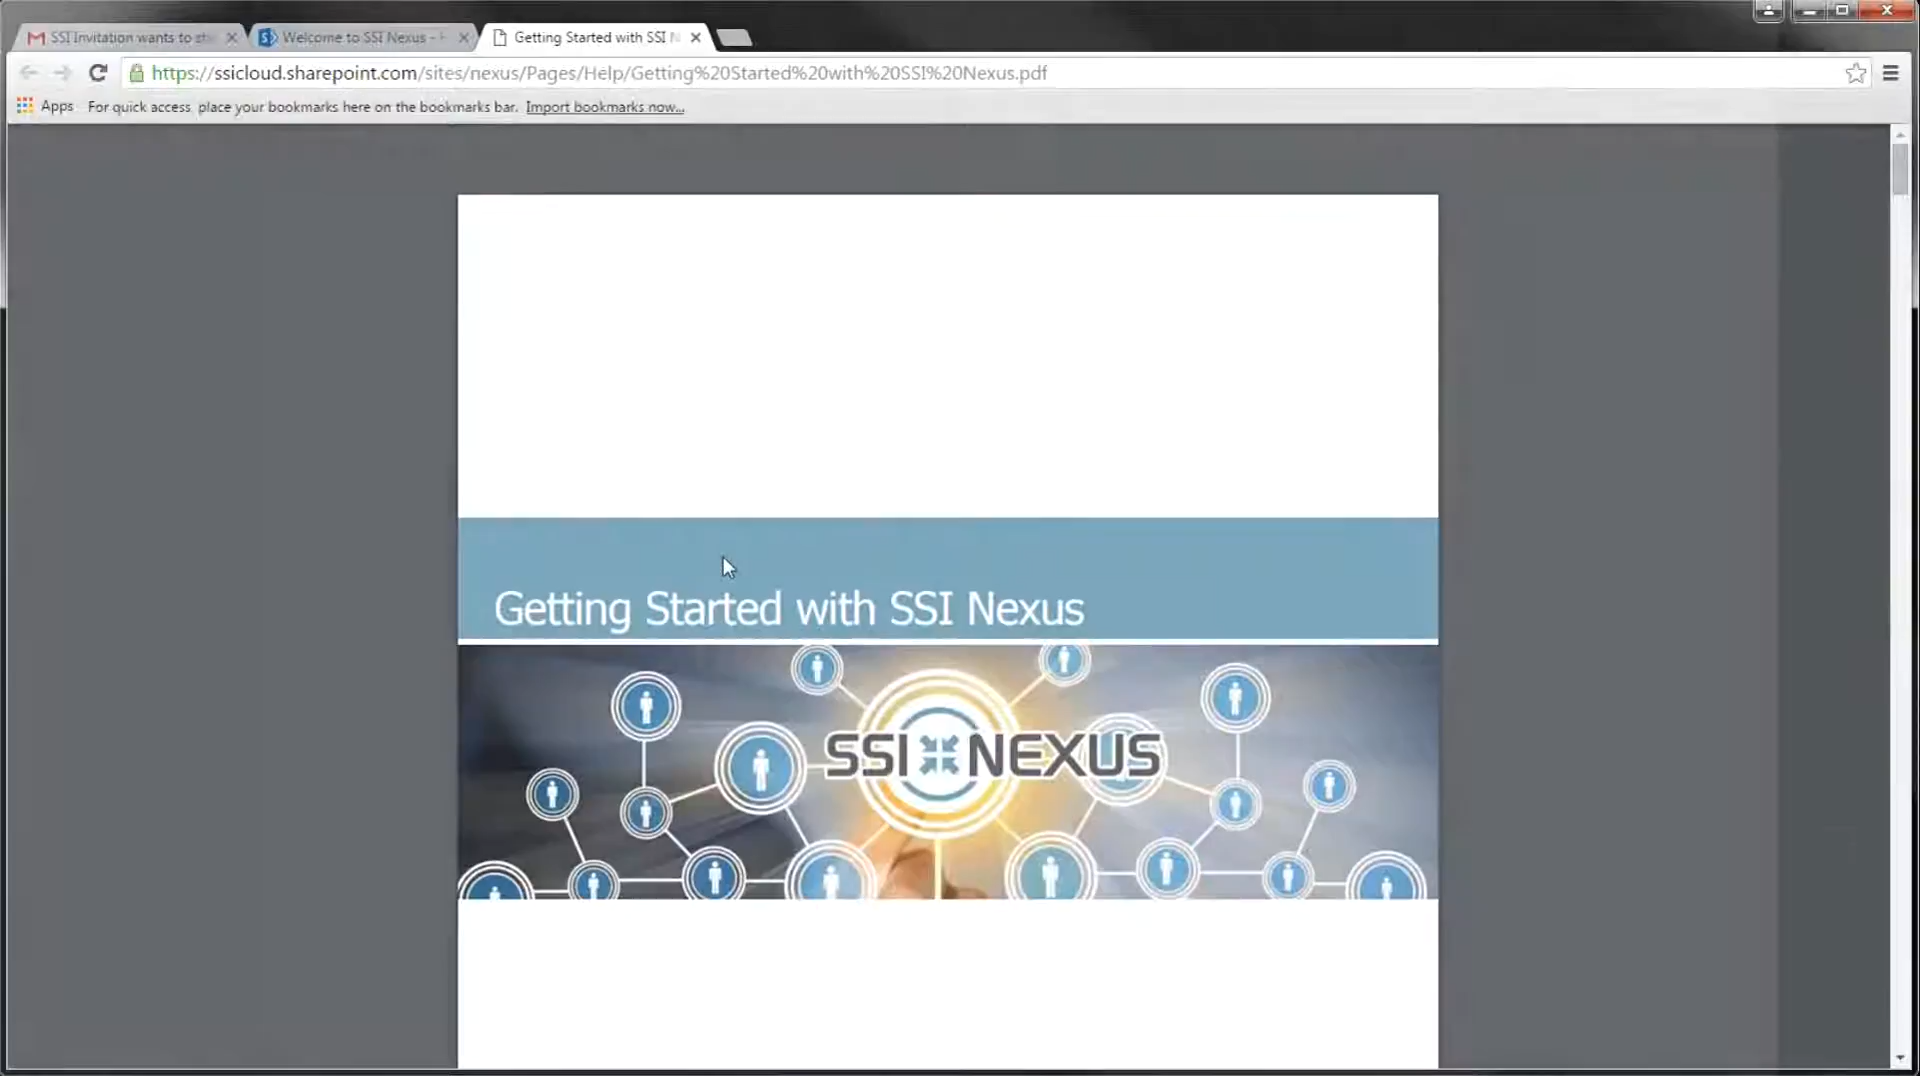 SSI Invitation wants to
Welcome to SSI Nexus -
Getting Started with SSI
https://ssicloud.sharepoint.com/sites/nexus/Pages/Help/Getting%20Started%20with%20SSI%20Nexus.pdf
Apps For quick access, place your bookmarks here on the bookmarks bar. Import bookmarks now...
Getting Started with SSI Nexus
SSI NEXUS